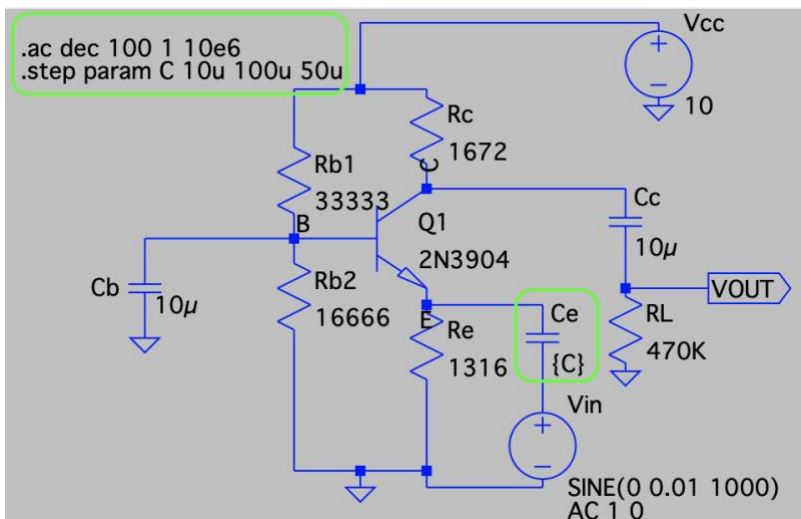 .ac dec 100 1 10e6
.step param C 10u 100u 50u
Vcc
10
Rc
1672
C
Rb1
33333
B
Q1
2N3904
Cc
10µ
Cb
10µ
Rb2
16666
E
Re
1316
Ce
{C}
VOUT
RL
470K
Vin
SINE(0 0.01 1000)
AC 1 0